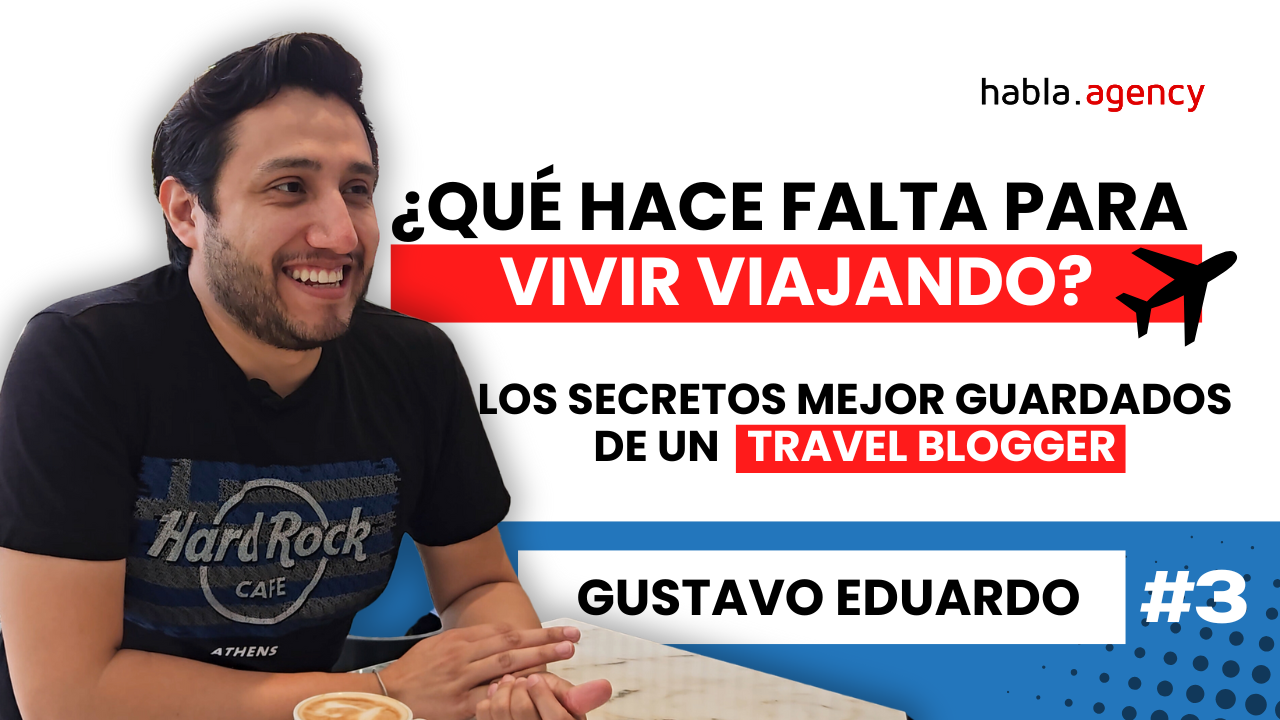 habla.agency
¿QUÉ HACE FALTA PARA
VIVIR VIAJANDO?
LOS SECRETOS MEJOR GUARDADOS
DE UN TRAVEL BLOGGER
GUSTAVO EDUARDO
#3
Hard Rock
CAFE
ATHENS